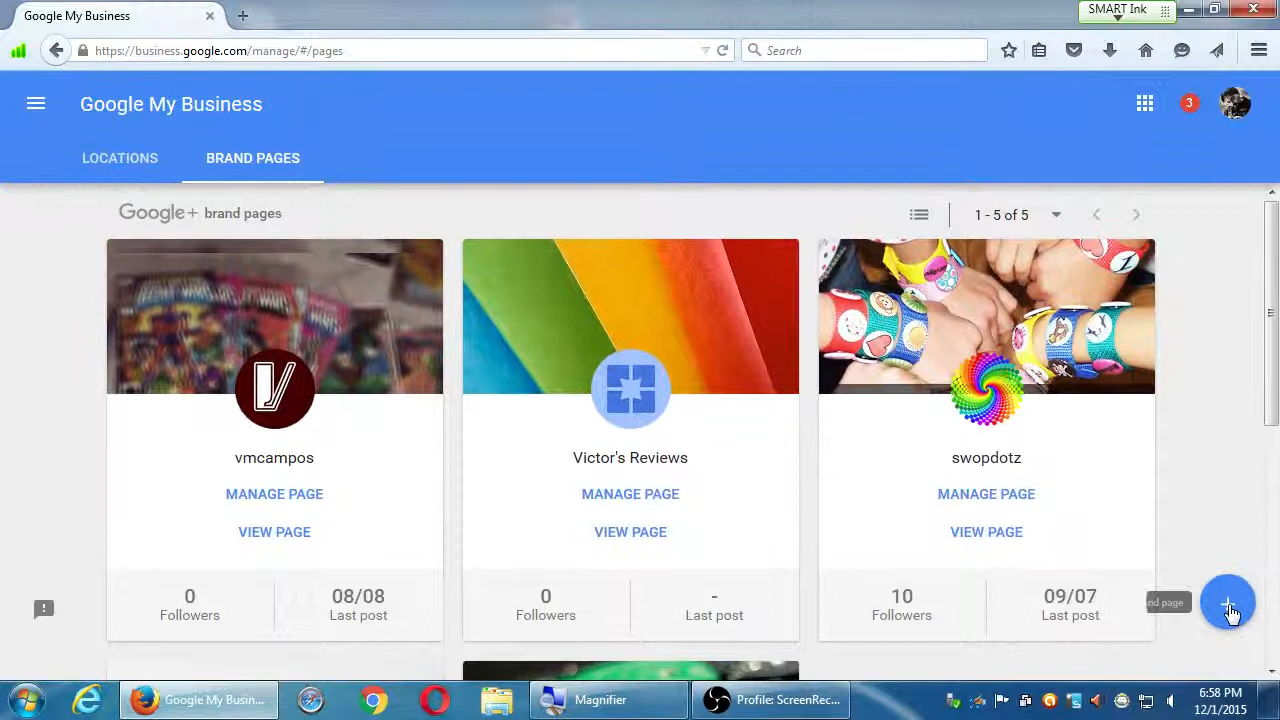 Google My Business
SMART Ink
https://business.google.com/manage/#/pages
Search
Google My Business
3
LOCATIONS
BRAND PAGES
Google+ brand pages
1 - 5 of 5
vmcampos
Victor's Reviews
swopdotz
MANAGE PAGE
MANAGE PAGE
MANAGE PAGE
VIEW PAGE
VIEW PAGE
VIEW PAGE
0
08/08
0
-
10
09/07
nd page
Followers
Last post
Followers
Last post
Followers
Last post
Google My Busin...
Magnifier
Profile: ScreenRec...
6:58 PM
12/1/2015